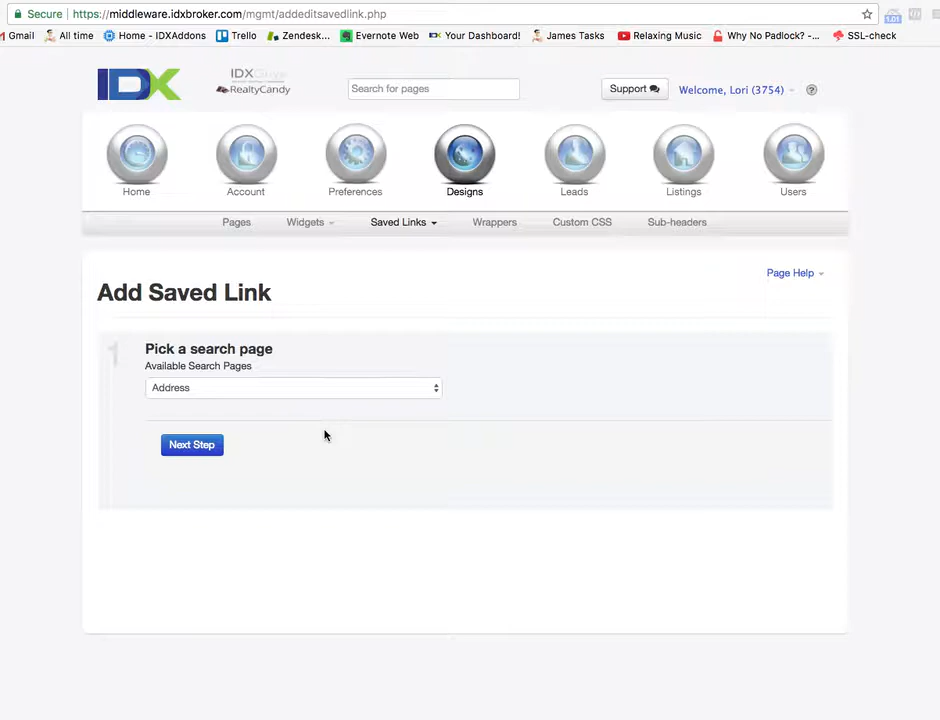 Secure https://middleware.idxbroker.com/mgmt/addeditsavedlink.php
Gmail All time Home - IDXAddons Trello Zendesk... Evernote Web Your Dashboard! James Tasks Relaxing Music Why No Padlock? -... SSL-check
1.01
IDX
IDXGuys
RealtyCandy
Search for pages
Support
Welcome, Lori (3754)
?
Home Account Preferences Designs Leads Listings Users
Pages Widgets Saved Links Wrappers Custom CSS Sub-headers
Page Help
Add Saved Link
1
Pick a search page
Available Search Pages
Address
Next Step